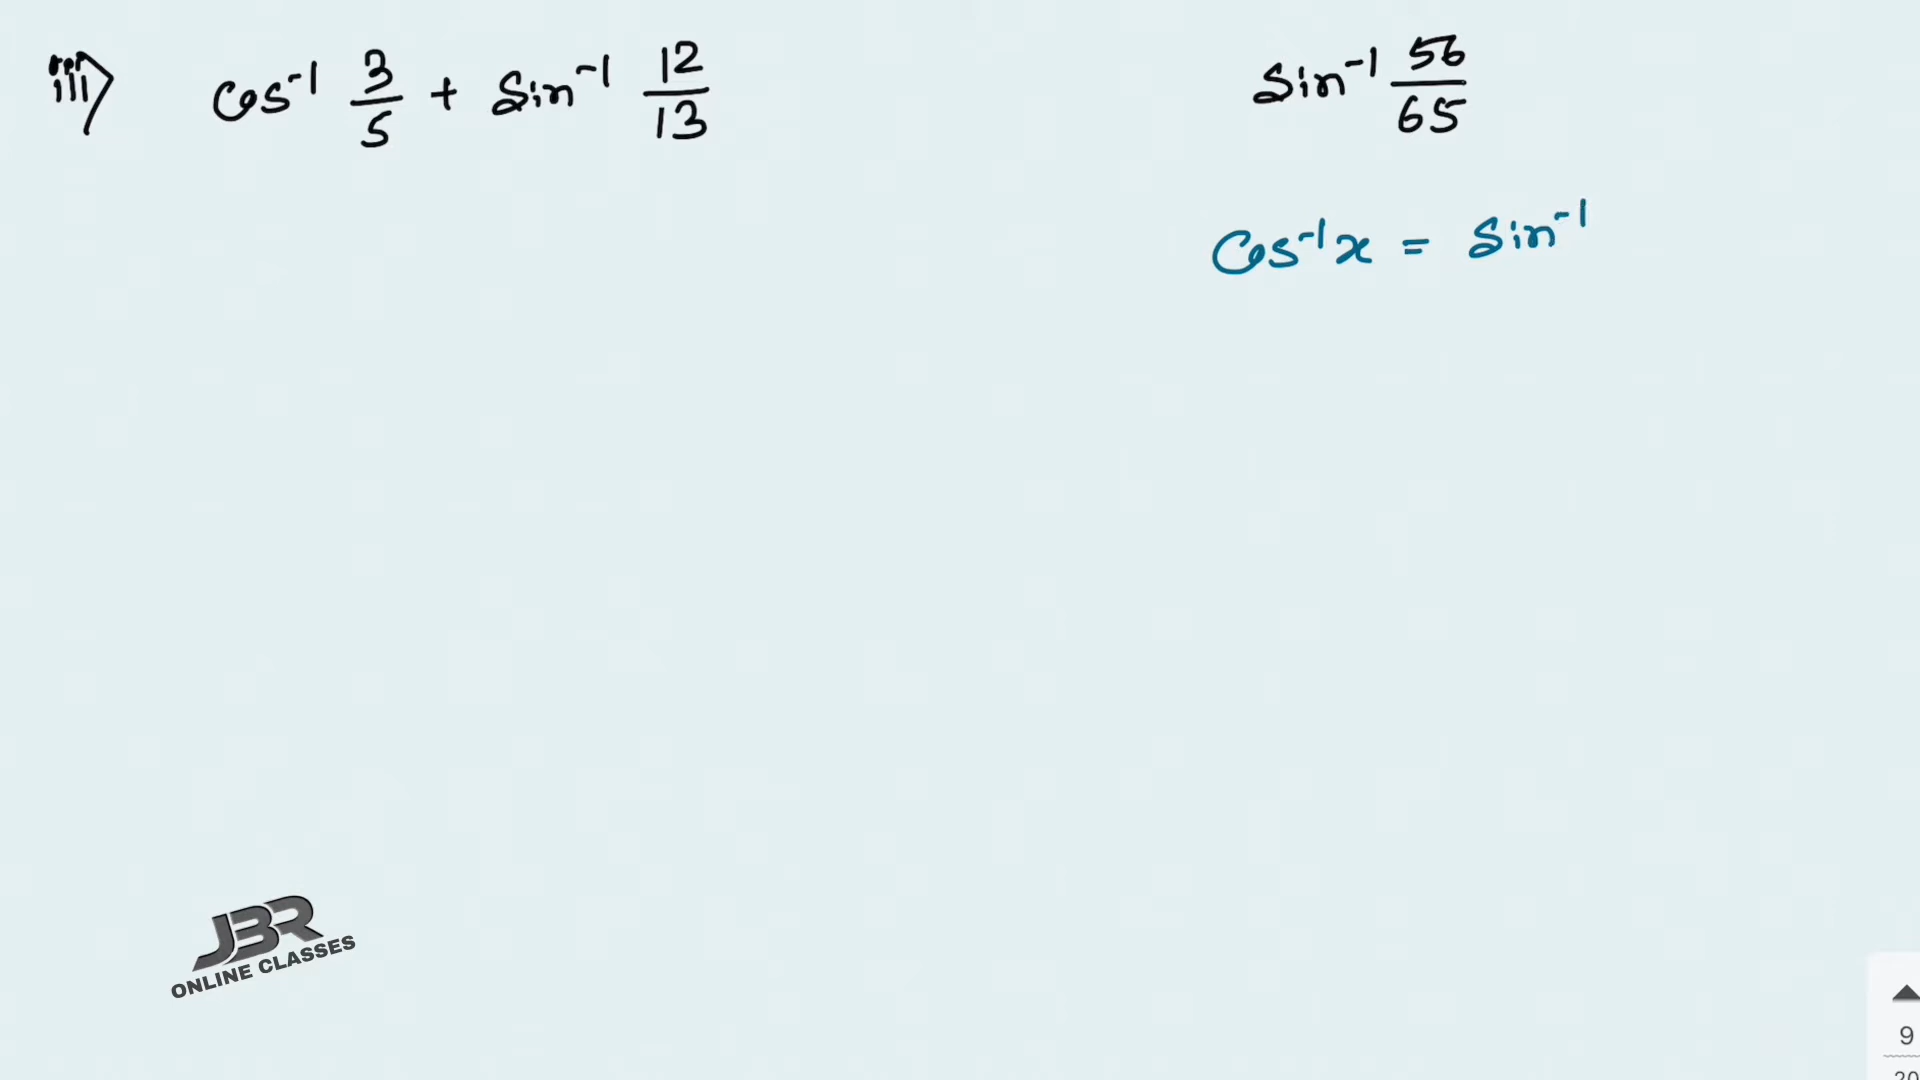 iii) Cos⁻¹ 3/5 + Sin⁻¹ 12/13 Sin⁻¹ 56/65
Cos⁻¹x = Sin⁻¹
JBR
ONLINE CLASSES
9
20